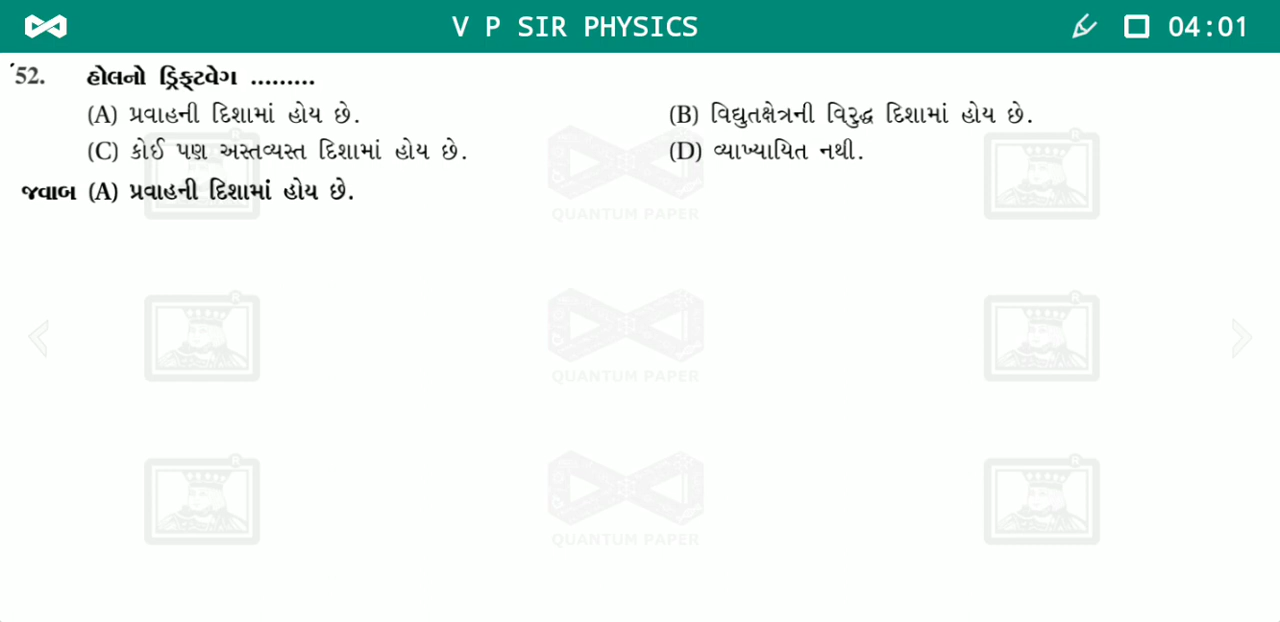 V P SIR PHYSICS
04:01
52. હોલનો ડ્રિફ્ટવેગ .........
(A) પ્રવાહની દિશામાં હોય છે. (B) વિદ્યુતક્ષેત્રની વિરુદ્ધ દિશામાં હોય છે.
(C) કોઈ પણ અસ્તવ્યસ્ત દિશામાં હોય છે. (D) વ્યાખ્યાયિત નથી.
જવાબ (A) પ્રવાહની દિશામાં હોય છે.
QUANTUM PAPER
QUANTUM PAPER
QUANTUM PAPER